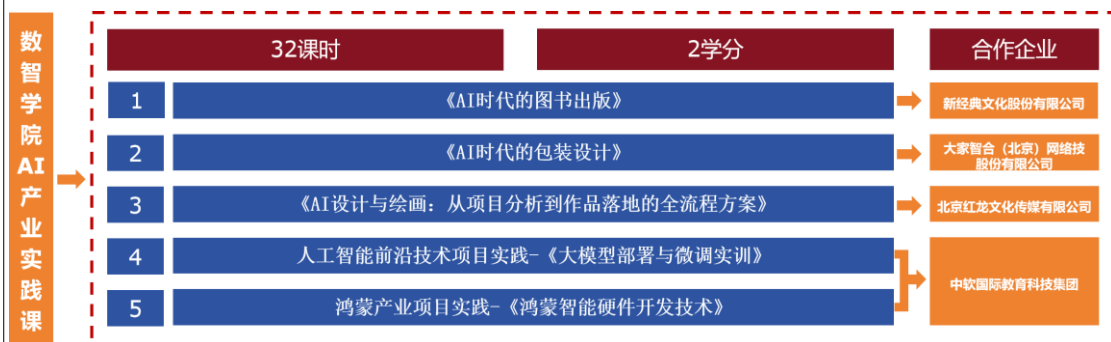 数智学院AI产业实践课
32课时
2学分
合作企业
1
《AI时代的图书出版》
新经典文化股份有限公司
2
《AI时代的包装设计》
大家智合（北京）网络技
股份有限公司
3
《AI设计与绘画：从项目分析到作品落地的全流程方案》
北京红龙文化传媒有限公司
4
人工智能前沿技术项目实践-《大模型部署与微调实训》
5
鸿蒙产业项目实践-《鸿蒙智能硬件开发技术》
中软国际教育科技集团